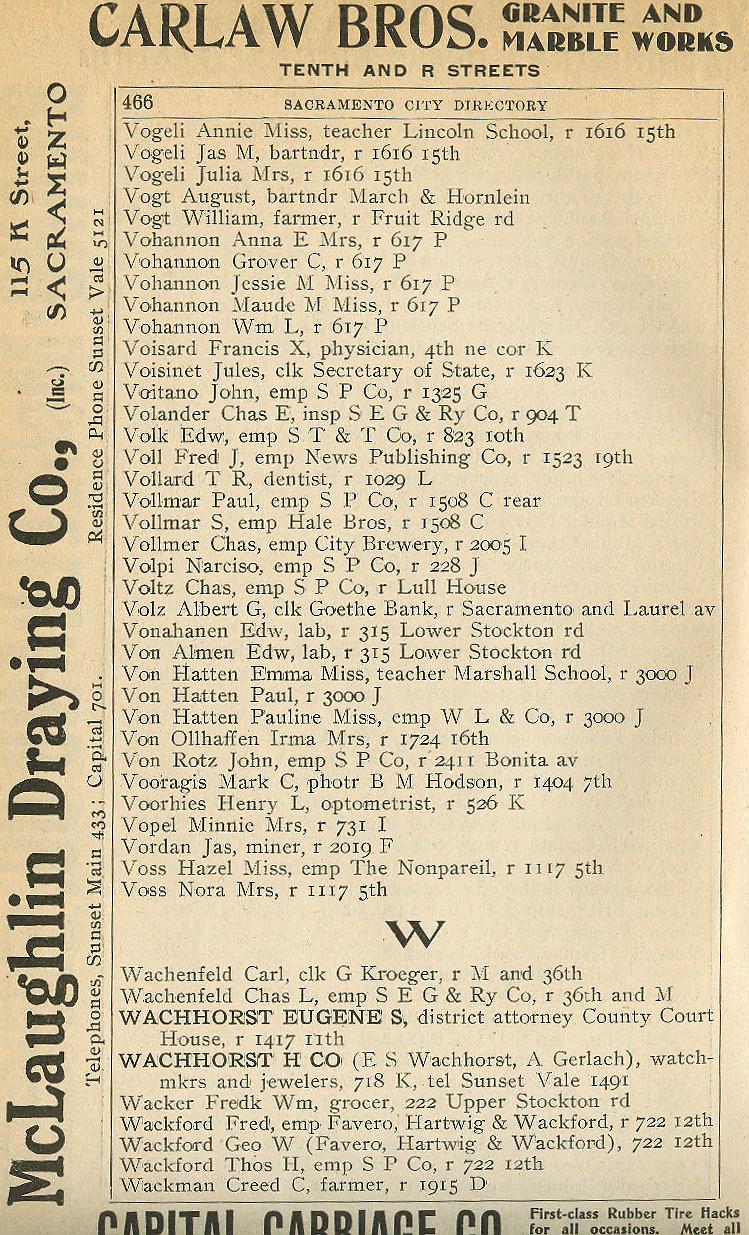 CARLAW BROS. GRANITE AND
MARBLE WORKS
TENTH AND R STREETS
466 SACRAMENTO CITY DIRECTORY
Vogeli Annie Miss, teacher Lincoln School, r 1616 15th
Vogeli Jas M, bartndr, r 1616 15th
Vogeli Julia Mrs, r 1616 15th
Vogt August, bartndr March & Hornlein
Vogt William, farmer, r Fruit Ridge rd
Vohannon Anna E Mrs, r 617 P
Vohannon Grover C, r 617 P
Vohannon Jessie M Miss, r 617 P
Vohannon Maude M Miss, r 617 P
Vohannon Wm L, r 617 P
Voisard Francis X, physician, 4th ne cor K
Voisinet Jules, clk Secretary of State, r 1623 K
Voitano John, emp S P Co, r 1325 G
Volander Chas E, insp S E G & Ry Co, r 904 T
Volk Edw, emp S T & T Co, r 823 10th
Voll Fred J, emp News Publishing Co, r 1523 19th
Vollard T R, dentist, r 1029 L
Vollmar Paul, emp S P Co, r 1508 C rear
Vollmar S, emp Hale Bros, r 1508 C
Vollmer Chas, emp City Brewery, r 2005 I
Volpi Narciso, emp S P Co, r 228 J
Voltz Chas, emp S P Co, r Lull House
Volz Albert G, clk Goethe Bank, r Sacramento and Laurel av
Vonahanen Edw, lab, r 315 Lower Stockton rd
Von Almen Edw, lab, r 315 Lower Stockton rd
Von Hatten Emma Miss, teacher Marshall School, r 3000 J
Von Hatten Paul, r 3000 J
Von Hatten Pauline Miss, emp W L & Co, r 3000 J
Von Ollhaffen Irma Mrs, r 1724 16th
Von Rotz John, emp S P Co, r 2411 Bonita av
Vooragis Mark C, photr B M Hodson, r 1404 7th
Voorhies Henry L, optometrist, r 526 K
Vopel Minnie Mrs, r 731 I
Vordan Jas, miner, r 2019 F
Voss Hazel Miss, emp The Nonpareil, r 1117 5th
Voss Nora Mrs, r 1117 5th
W
Wachenfeld Carl, clk G Kroeger, r M and 36th
Wachenfeld Chas L, emp S E G & Ry Co, r 36th and M
WACHHORST EUGENE S, district attorney County Court
House, r 1417 11th
WACHHORST H CO (E S Wachhorst, A Gerlach), watch-
mkrs and jewelers, 718 K, tel Sunset Vale 1491
Wacker Fredk Wm, grocer, 222 Upper Stockton rd
Wackford Fred, emp Favero, Hartwig & Wackford, r 722 12th
Wackford Geo W (Favero, Hartwig & Wackford), 722 12th
Wackford Thos H, emp S P Co, r 722 12th
Wackman Creed C, farmer, r 1915 D
McLaughlin Draying Co., (Inc.)
115 K Street,
SACRAMENTO
Telephones, Sunset Main 433; Capital 701. Residence Phone Sunset Vale 5121
CAPITAL CARRIAGE CO.
First-class Rubber Tire Hacks
for all occasions. Meet all